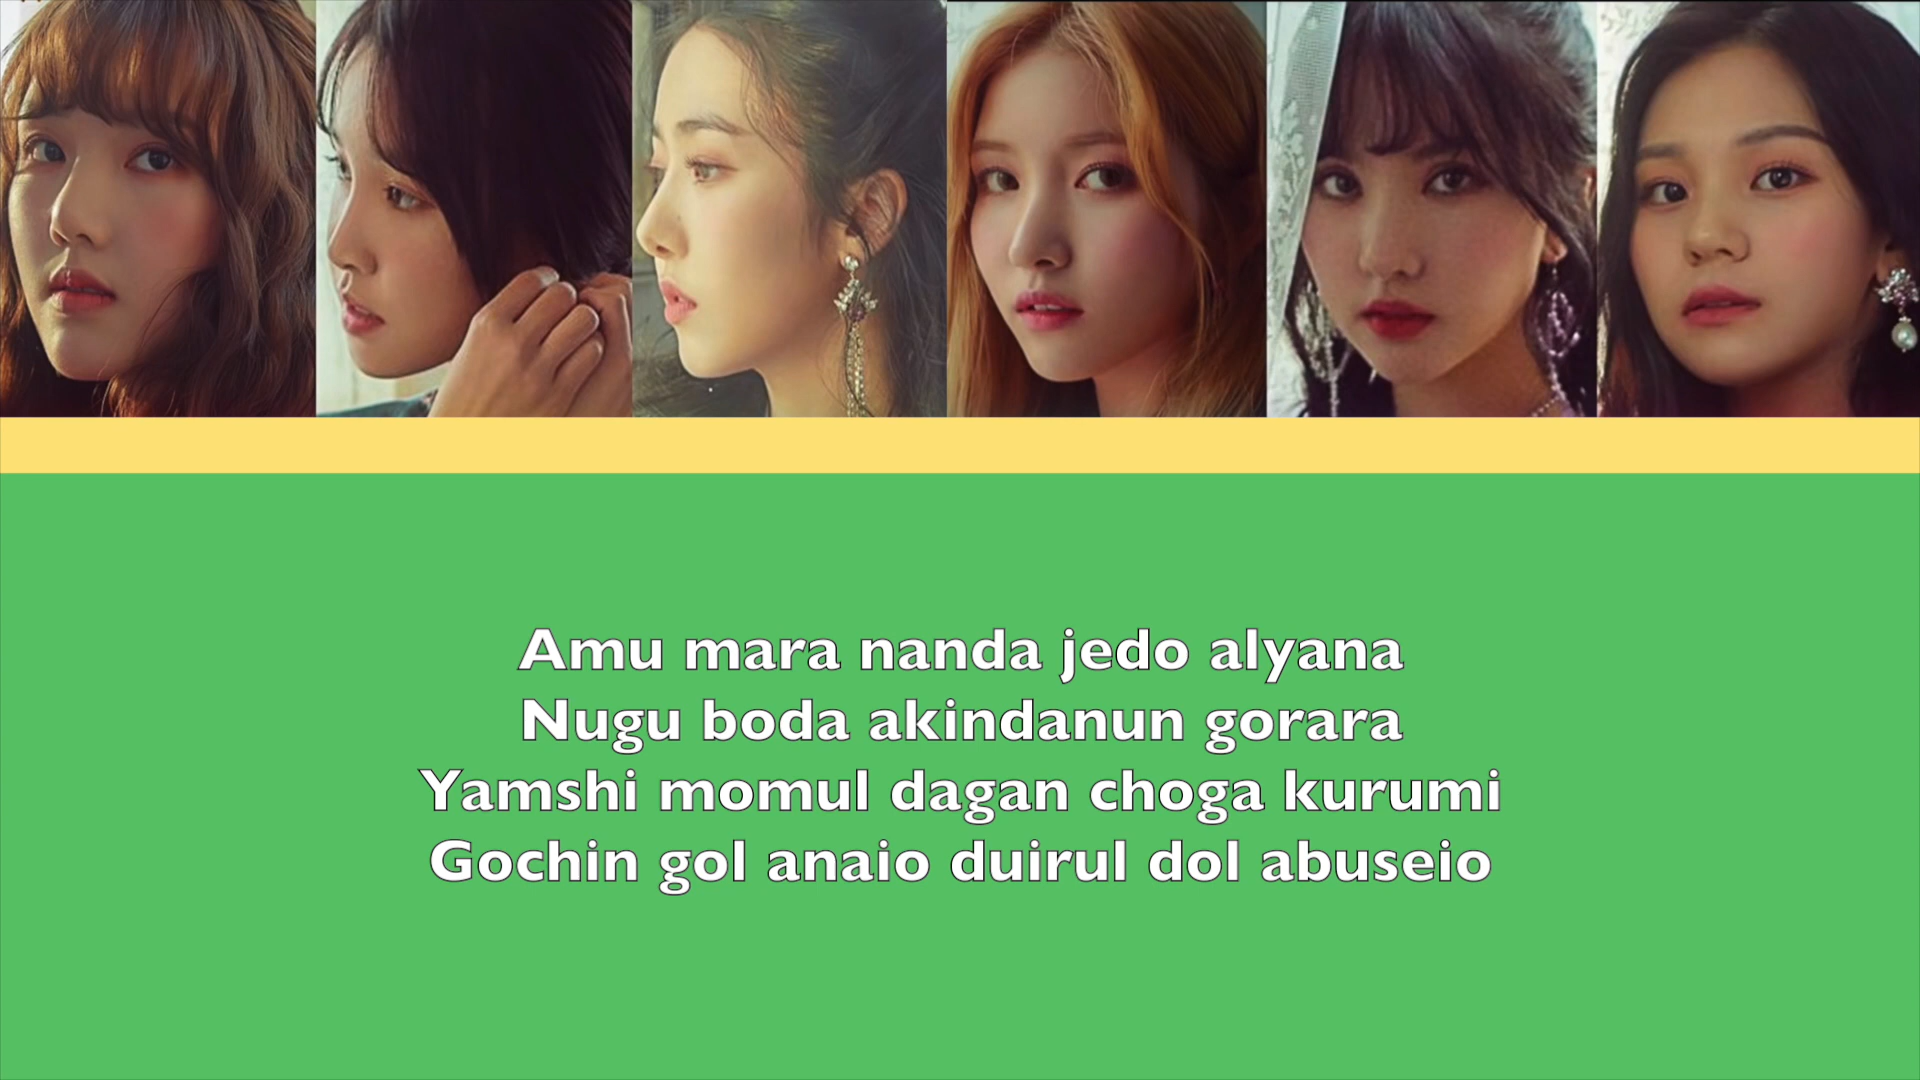 Amu mara nanda jedo alyana
Nugu boda akindanun gorara
Yamshi momul dagan choga kurumi
Gochin gol anaio duirul dol abuseio